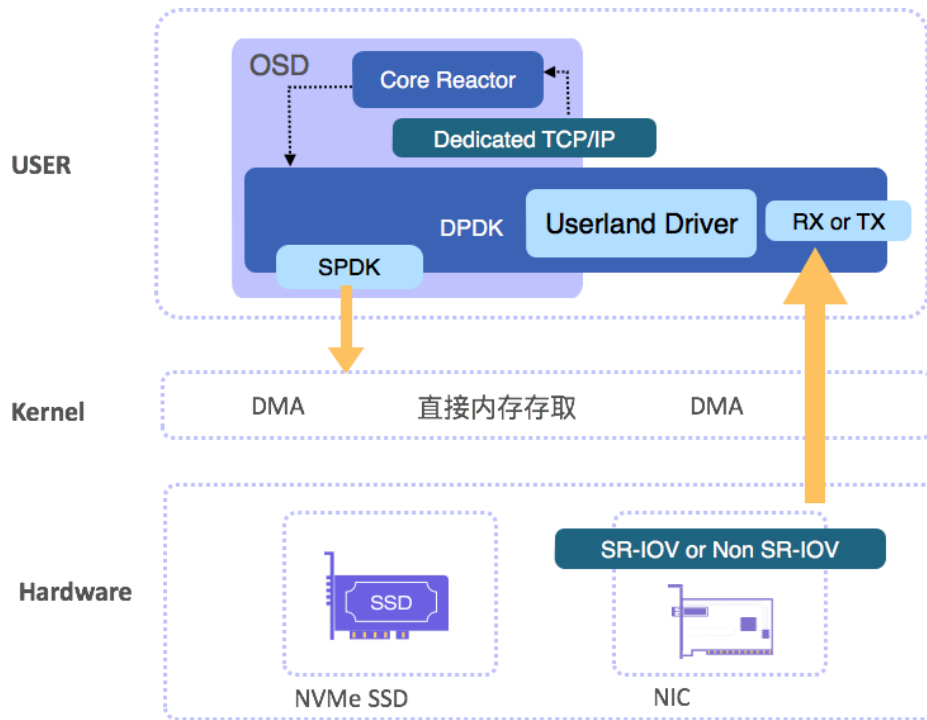 OSD
Core Reactor
Dedicated TCP/IP
USER
DPDK
Userland Driver
RX or TX
SPDK
Kernel
DMA
直接内存存取
DMA
SR-IOV or Non SR-IOV
Hardware
SSD
NVMe SSD
NIC